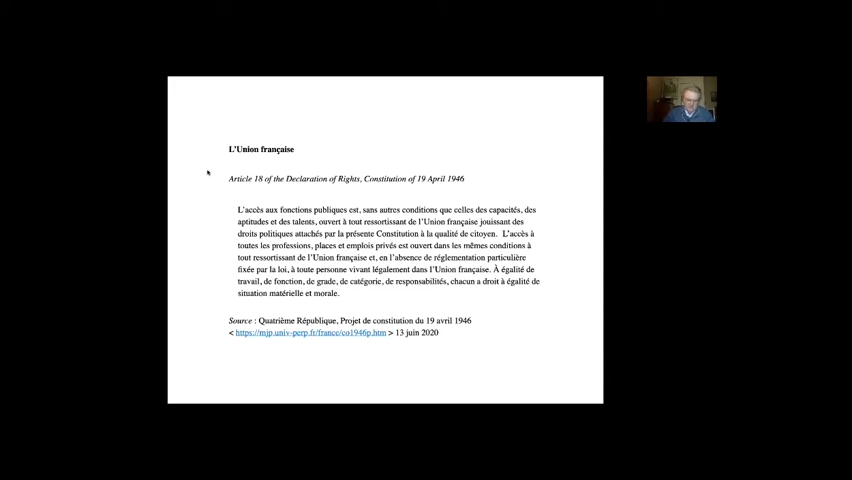 L'Union française
Article 18 of the Declaration of Rights, Constitution of 19 April 1946
L'accès aux fonctions publiques est, sans autres conditions que celles des capacités, des
aptitudes et des talents, ouvert à tout ressortissant de l'Union française jouissant des
droits politiques attachés par la présente Constitution à la qualité de citoyen. L'accès à
toutes les professions, places et emplois privés est ouvert dans les mêmes conditions à
tout ressortissant de l'Union française et, en l'absence de réglementation particulière
fixée par la loi, à toute personne vivant légalement dans l'Union française. À égalité de
travail, de fonction, de grade, de catégorie, de responsabilités, chacun a droit à égalité de
situation matérielle et morale.
Source : Quatrième République, Projet de constitution du 19 avril 1946
< https://mjp.univ-perp.fr/france/co1946p.htm > 13 juin 2020